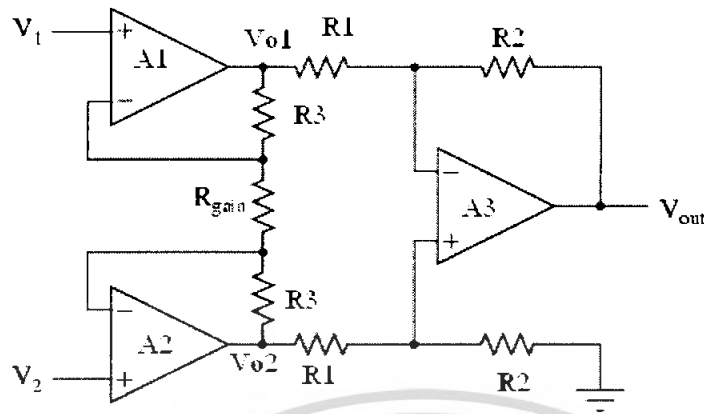 V1
+
A1
−
Vo1
R1
R2
R3
Rgain
−
A3
+
Vout
R3
−
A2
+
V2
Vo2
R1
R2